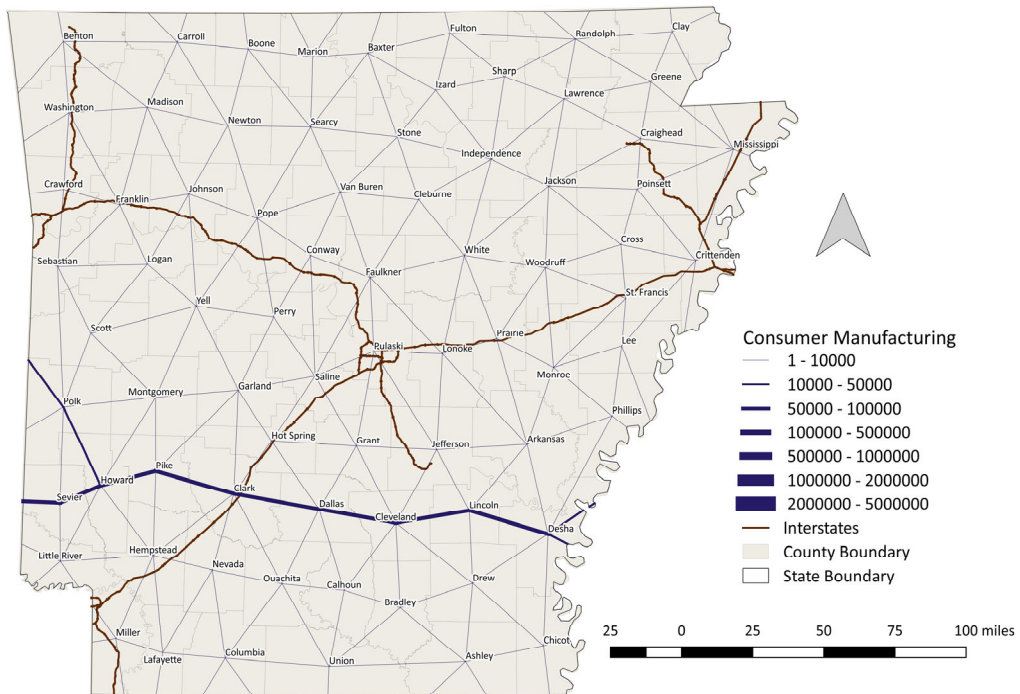 Clay
Fulton
Randolph
Benton
Carroll
Boone
Marion
Baxter
Sharp
Greene
Izard
Lawrence
Washington
Madison
Newton
Searcy
Stone
Craighead
Mississippi
Independence
Crawford
Franklin
Johnson
Van Buren
Cleburne
Jackson
Poinsett
Pope
Conway
White
Cross
Sebastian
Logan
Faulkner
Woodruff
Crittenden
Yell
Perry
St. Francis
Scott
Pulaski
Lonoke
Prairie
Lee
Polk
Montgomery
Garland
Saline
Monroe
Phillips
Hot Spring
Grant
Jefferson
Arkansas
Sevier
Howard
Pike
Clark
Dallas
Cleveland
Lincoln
Desha
Little River
Hempstead
Nevada
Ouachita
Calhoun
Drew
Bradley
Miller
Lafayette
Columbia
Union
Ashley
Chicot
Consumer Manufacturing
1 - 10000
10000 - 50000
50000 - 100000
100000 - 500000
500000 - 1000000
1000000 - 2000000
2000000 - 5000000
Interstates
County Boundary
State Boundary
25 0 25 50 75 100 miles